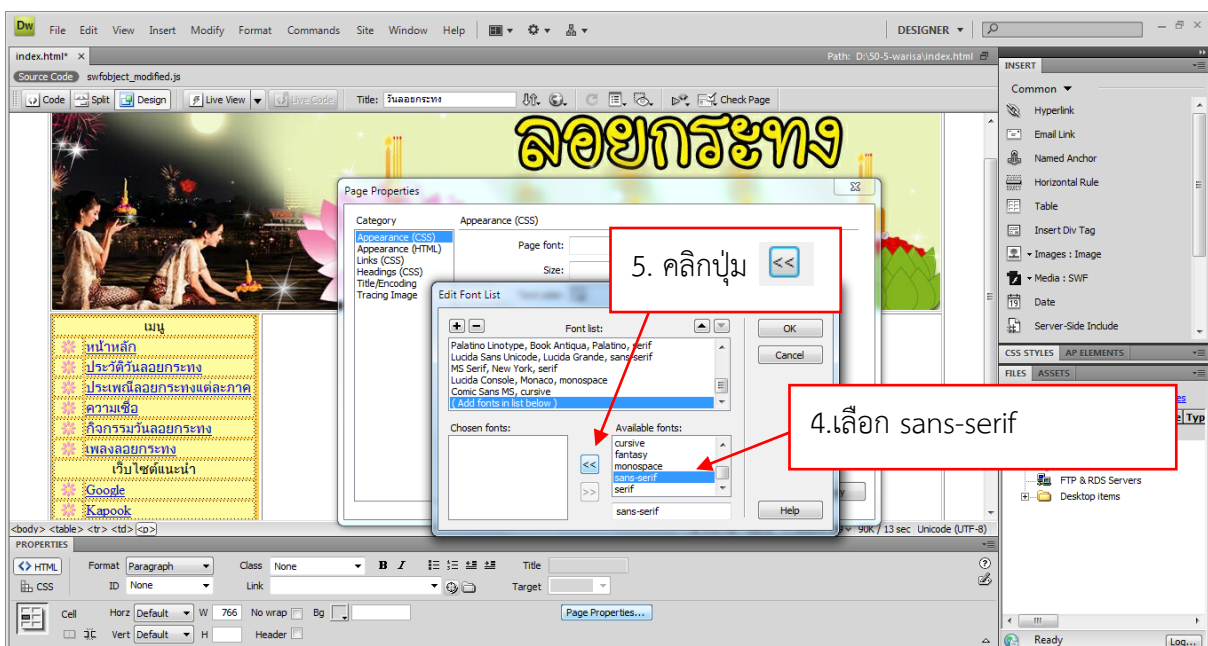 Dw File Edit View Insert Modify Format Commands Site Window Help DESIGNER
index.html* × Path: D:\50-5-warisa\index.html
Source Code swfobject_modified.js
Code Split Design Live View Live Code Title: วันลอยกระทง Check Page
ลอยกระทง
เมนู
หน้าหลัก
ประวัติวันลอยกระทง
ประเพณีลอยกระทงแต่ละภาค
ความเชื่อ
กิจกรรมวันลอยกระทง
เพลงลอยกระทง
เว็บไซต์แนะนำ
Google
Kapook
Page Properties
Category
Appearance (CSS)
Appearance (HTML)
Links (CSS)
Headings (CSS)
Title/Encoding
Tracing Image
Appearance (CSS)
Page font:
Size:
5. คลิกปุ่ม <<
Edit Font List
Font list:
Palatino Linotype, Book Antiqua, Palatino, serif
Lucida Sans Unicode, Lucida Grande, sans-serif
MS Serif, New York, serif
Lucida Console, Monaco, monospace
Comic Sans MS, cursive
( Add fonts in list below )
OK
Cancel
Chosen fonts:
Available fonts:
cursive
fantasy
monospace
sans-serif
serif
<<
>>
sans-serif
Help
4.เลือก sans-serif
INSERT
Common
Hyperlink
Email Link
Named Anchor
Horizontal Rule
Table
Insert Div Tag
Images : Image
Media : SWF
19 Date
Server-Side Include
CSS STYLES AP ELEMENTS
FILES ASSETS
Typ
FTP & RDS Servers
Desktop items
<body> <table> <tr> <td> <p> 90K / 13 sec Unicode (UTF-8)
PROPERTIES
HTML Format Paragraph Class None B I Title
CSS ID None Link Target
Cell Horz Default W 766 No wrap Bg Page Properties...
Vert Default H Header
Ready Log...